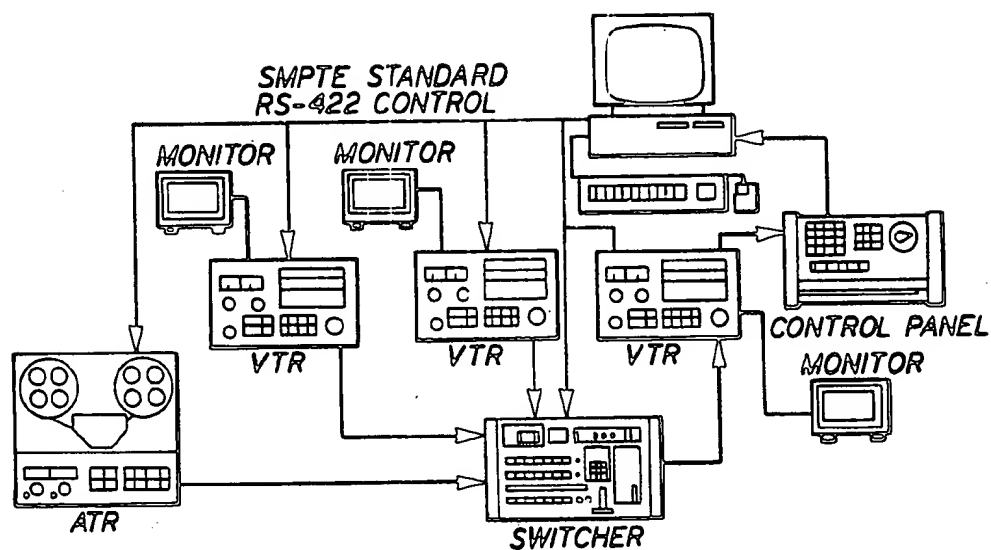 SMPTE STANDARD
RS-422 CONTROL
MONITOR
MONITOR
VTR
VTR
VTR
CONTROL PANEL
MONITOR
ATR
SWITCHER